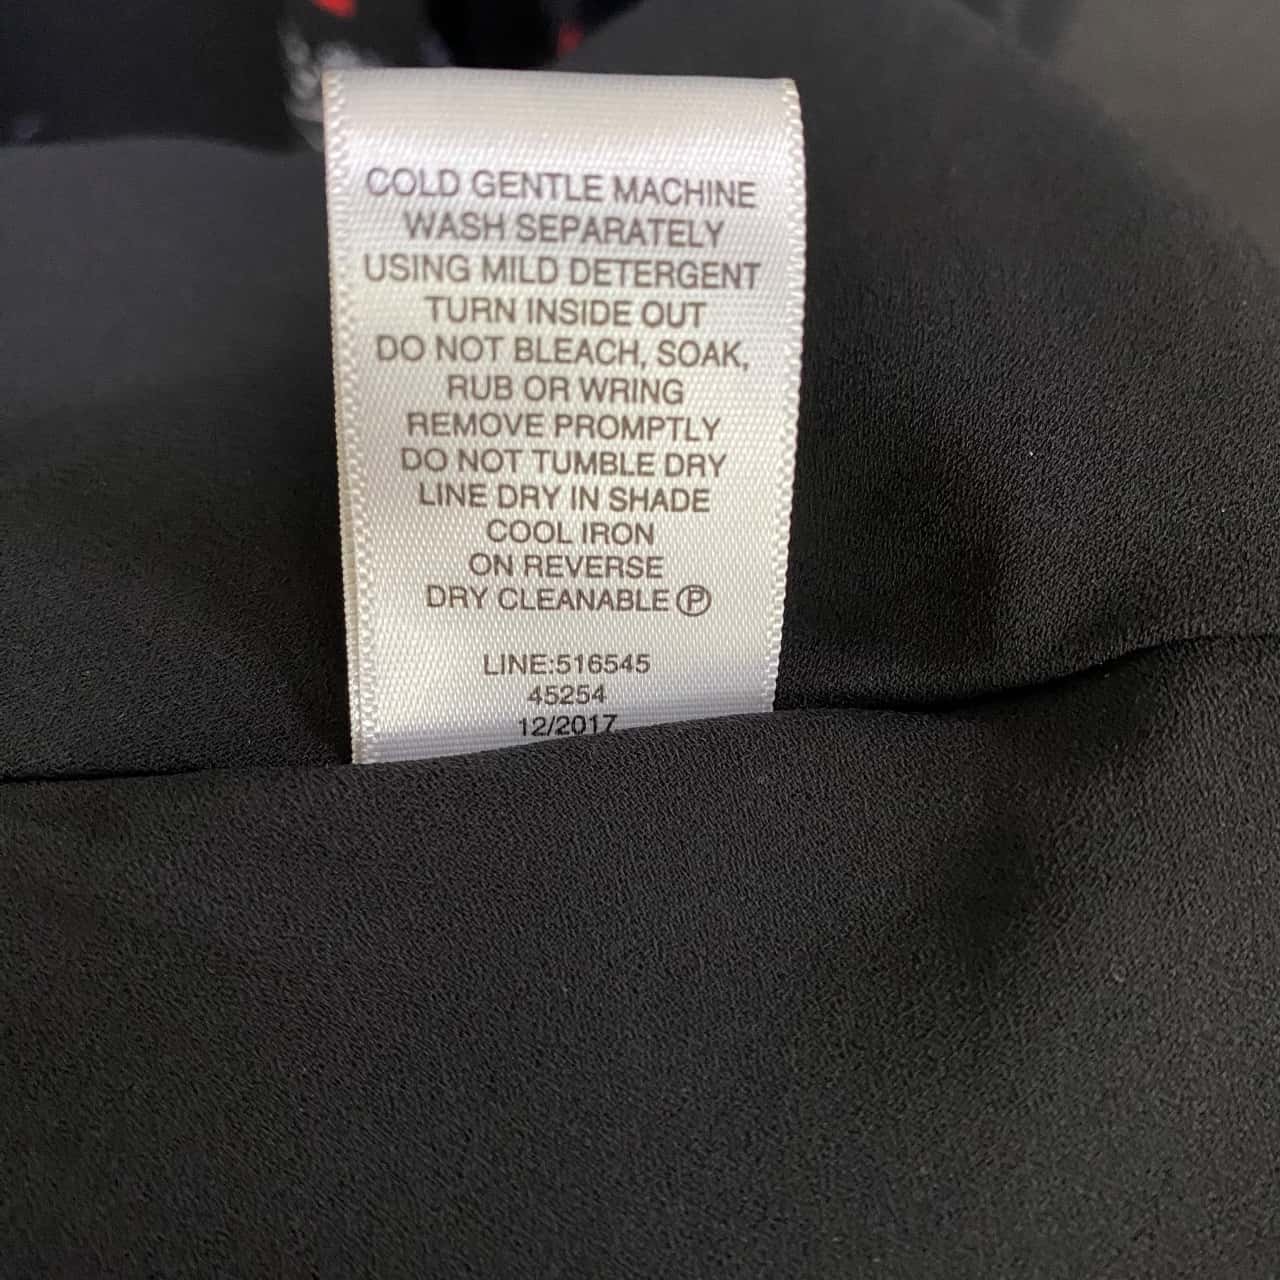 COLD GENTLE MACHINE
WASH SEPARATELY
USING MILD DETERGENT
TURN INSIDE OUT
DO NOT BLEACH, SOAK,
RUB OR WRING
REMOVE PROMPTLY
DO NOT TUMBLE DRY
LINE DRY IN SHADE
COOL IRON
ON REVERSE
DRY CLEANABLE Ⓟ
LINE:516545
45254
12/2017